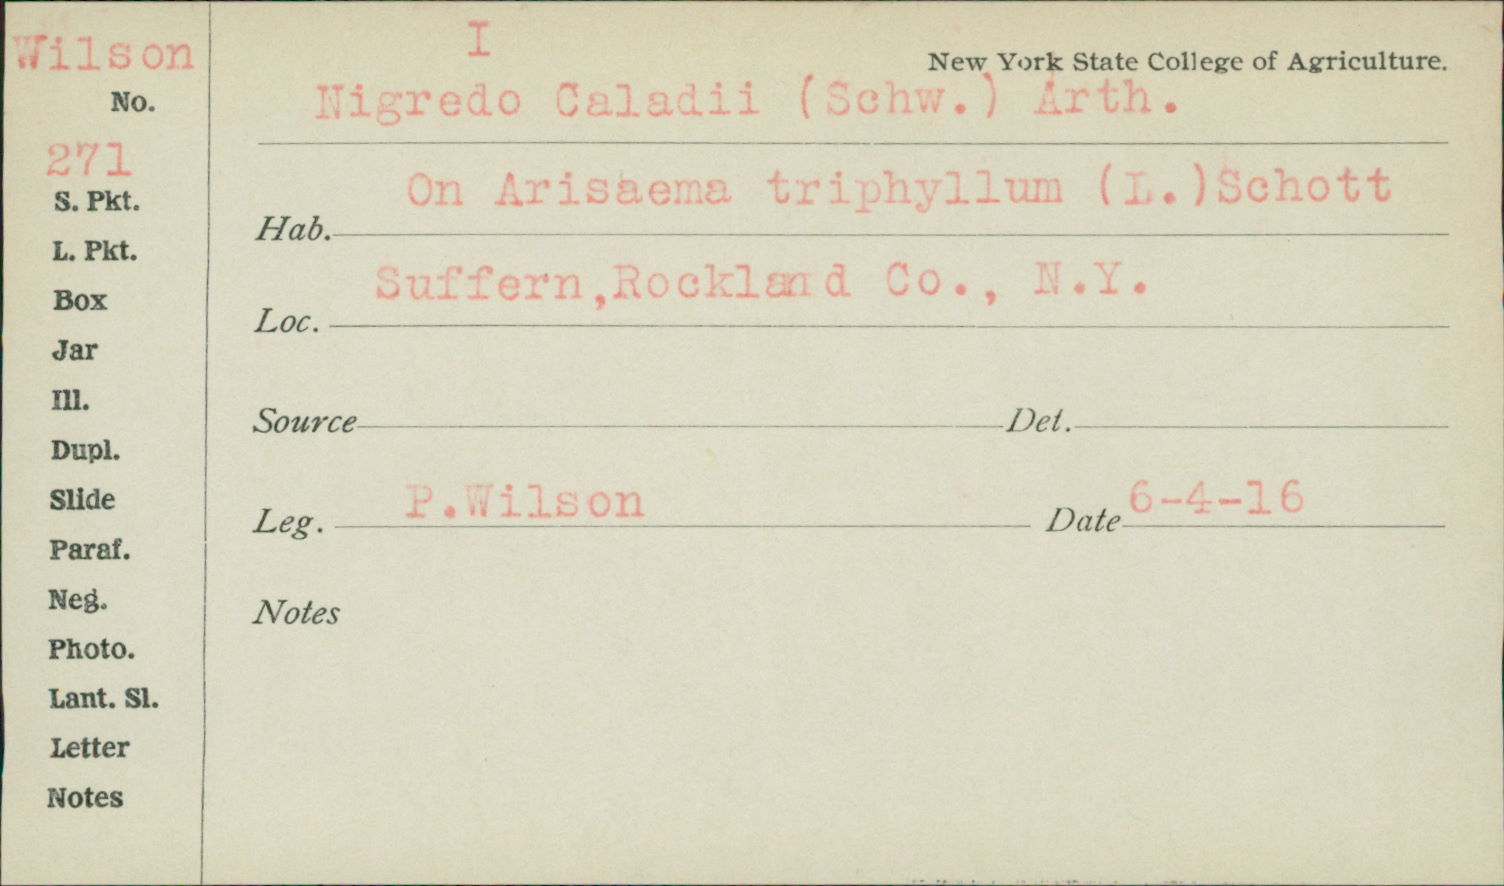 Wilson
No.
271
S. Pkt.
L. Pkt.
Box
Jar
Ill.
Dupl.
Slide
Paraf.
Neg.
Photo.
Lant. Sl.
Letter
Notes
I
New York State College of Agriculture.
Nigredo Caladii (Schw.) Arth.
On Arisaema triphyllum (L.)Schott
Hab.
Suffern,Rockland Co., N.Y.
Loc.
Source Det.
Leg. P.Wilson Date 6-4-16
Notes